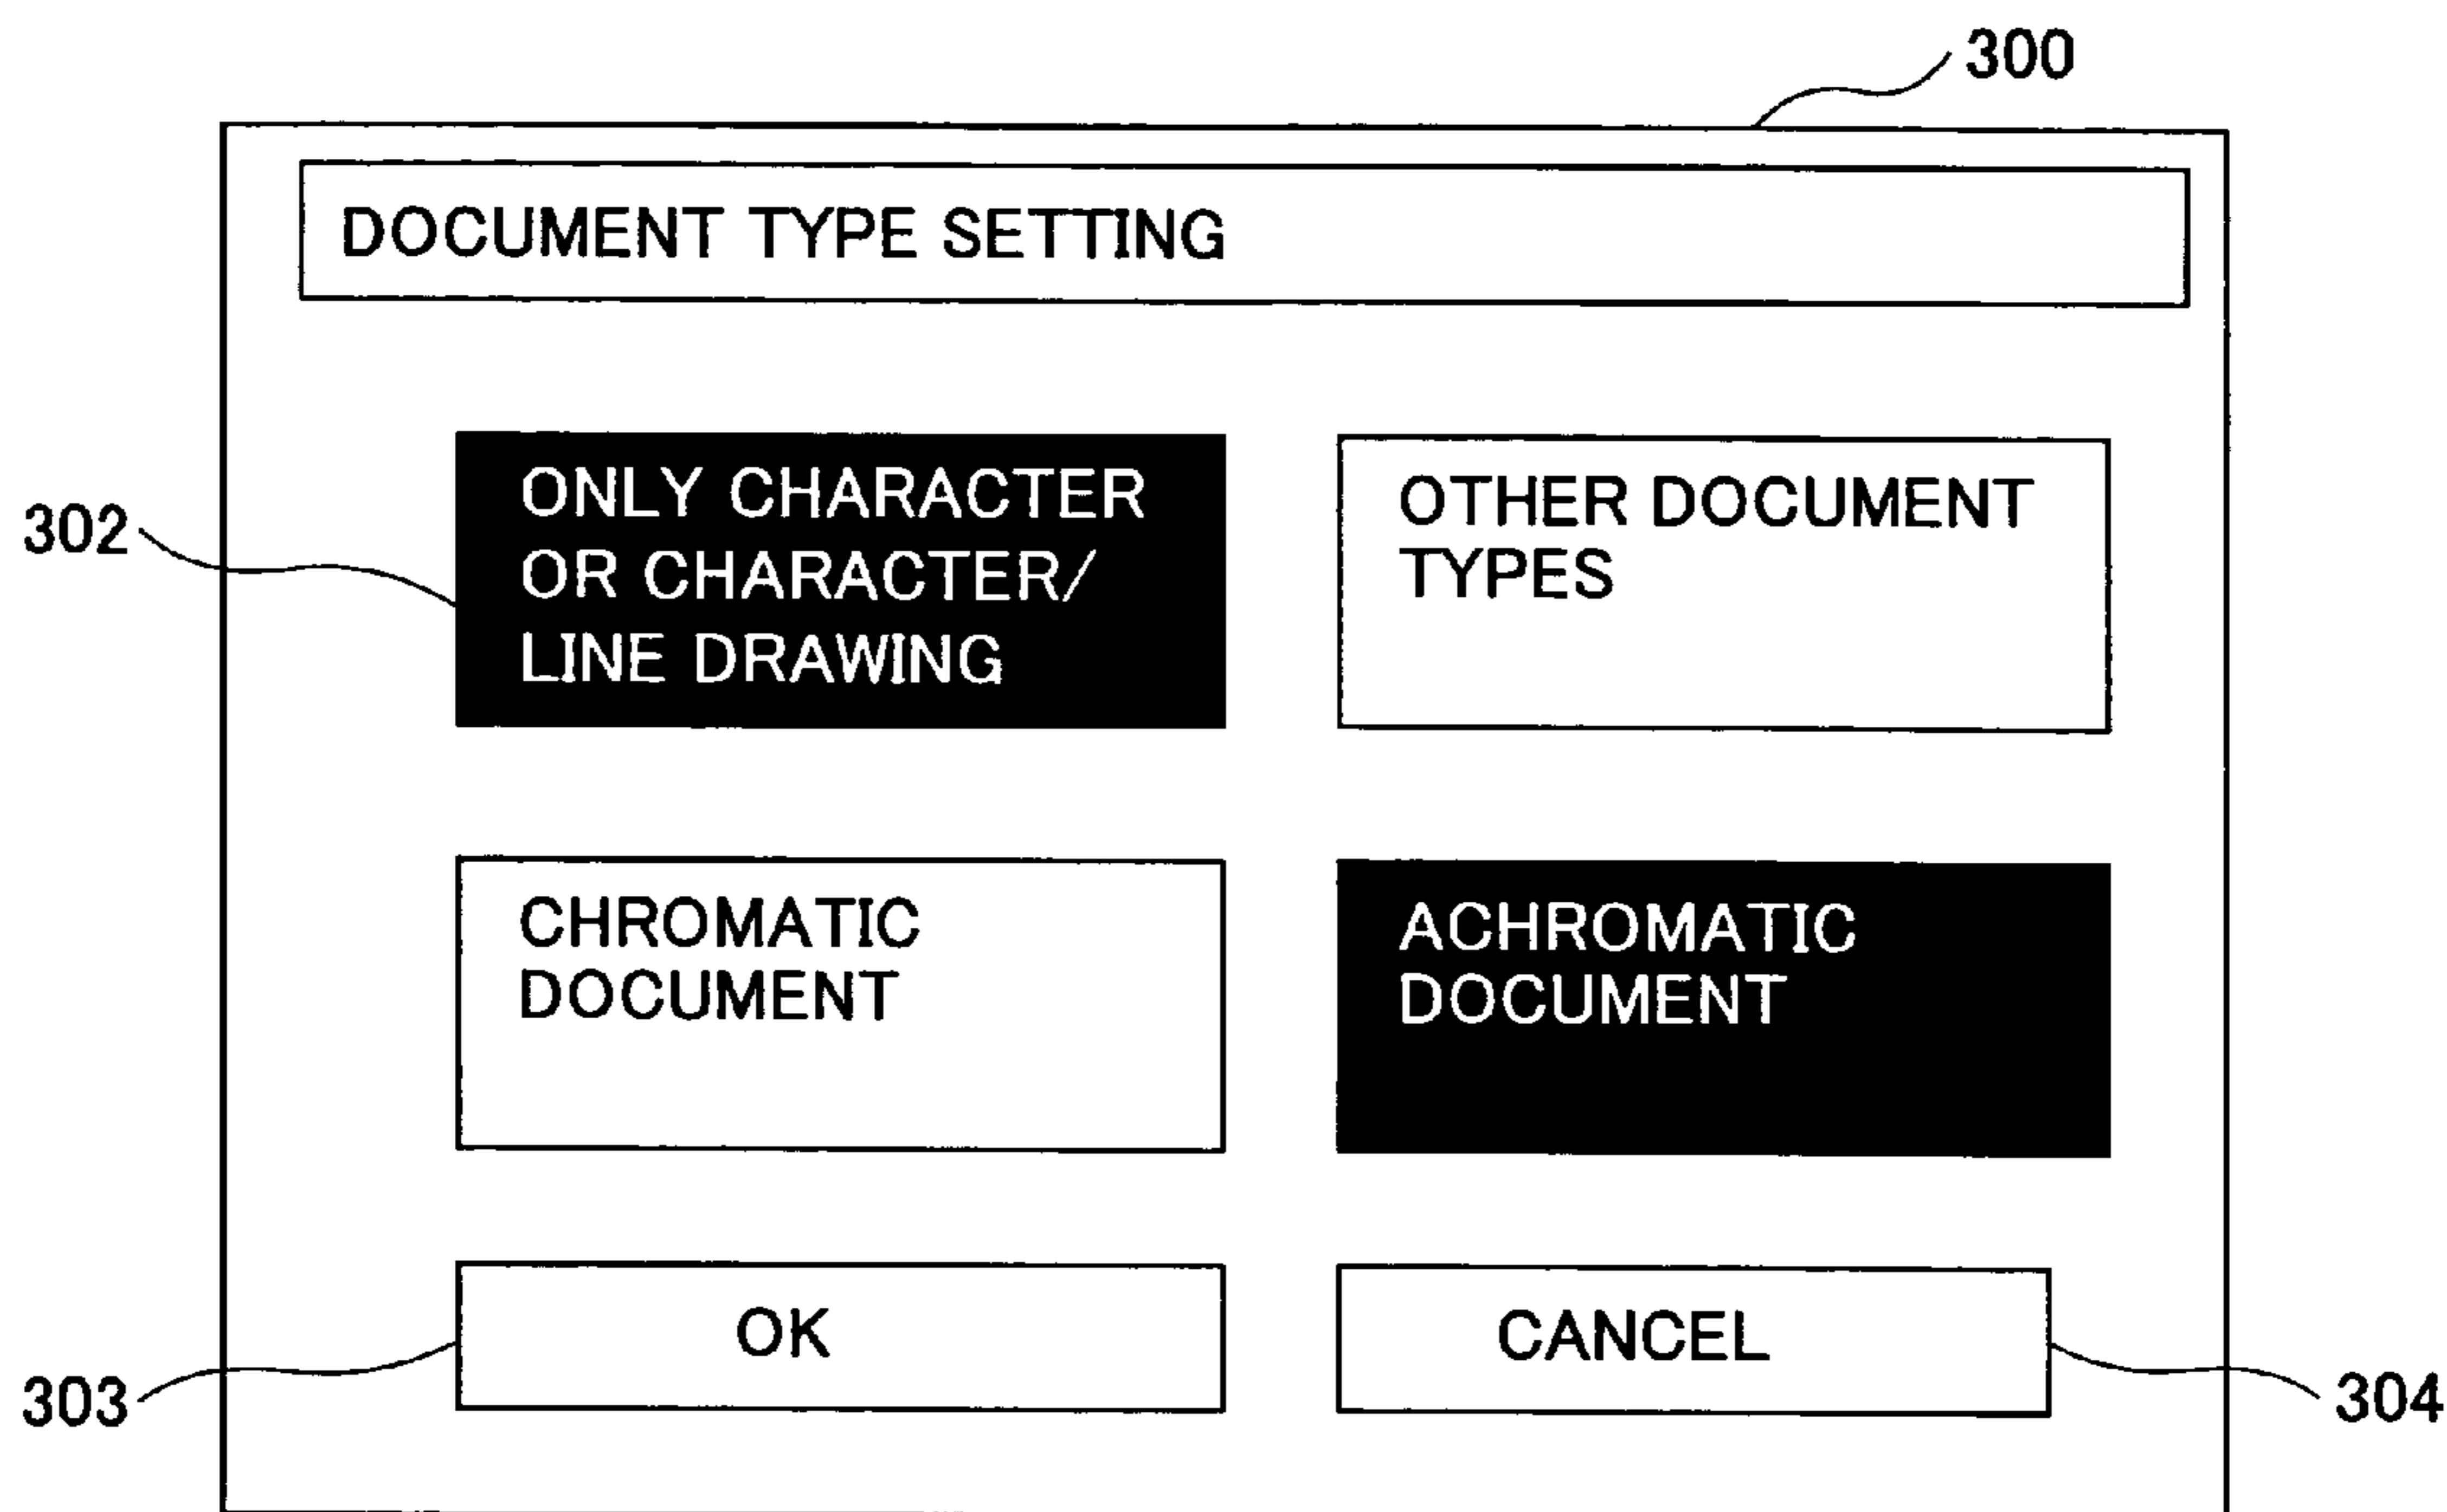 300
DOCUMENT TYPE SETTING
302
ONLY CHARACTER
OR CHARACTER/
LINE DRAWING
OTHER DOCUMENT
TYPES
CHROMATIC
DOCUMENT
ACHROMATIC
DOCUMENT
303
OK
CANCEL
304